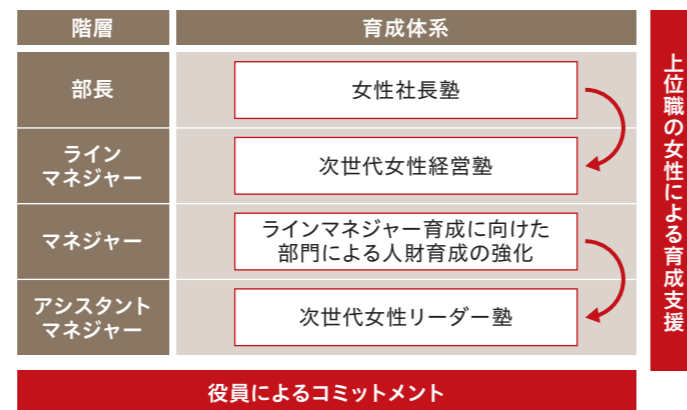 階層
育成体系
部長
女性社長塾
ライン
マネジャー
次世代女性経営塾
マネジャー
ラインマネジャー育成に向けた
部門による人財育成の強化
アシスタント
マネジャー
次世代女性リーダー塾
上位職の女性による育成支援
役員によるコミットメント